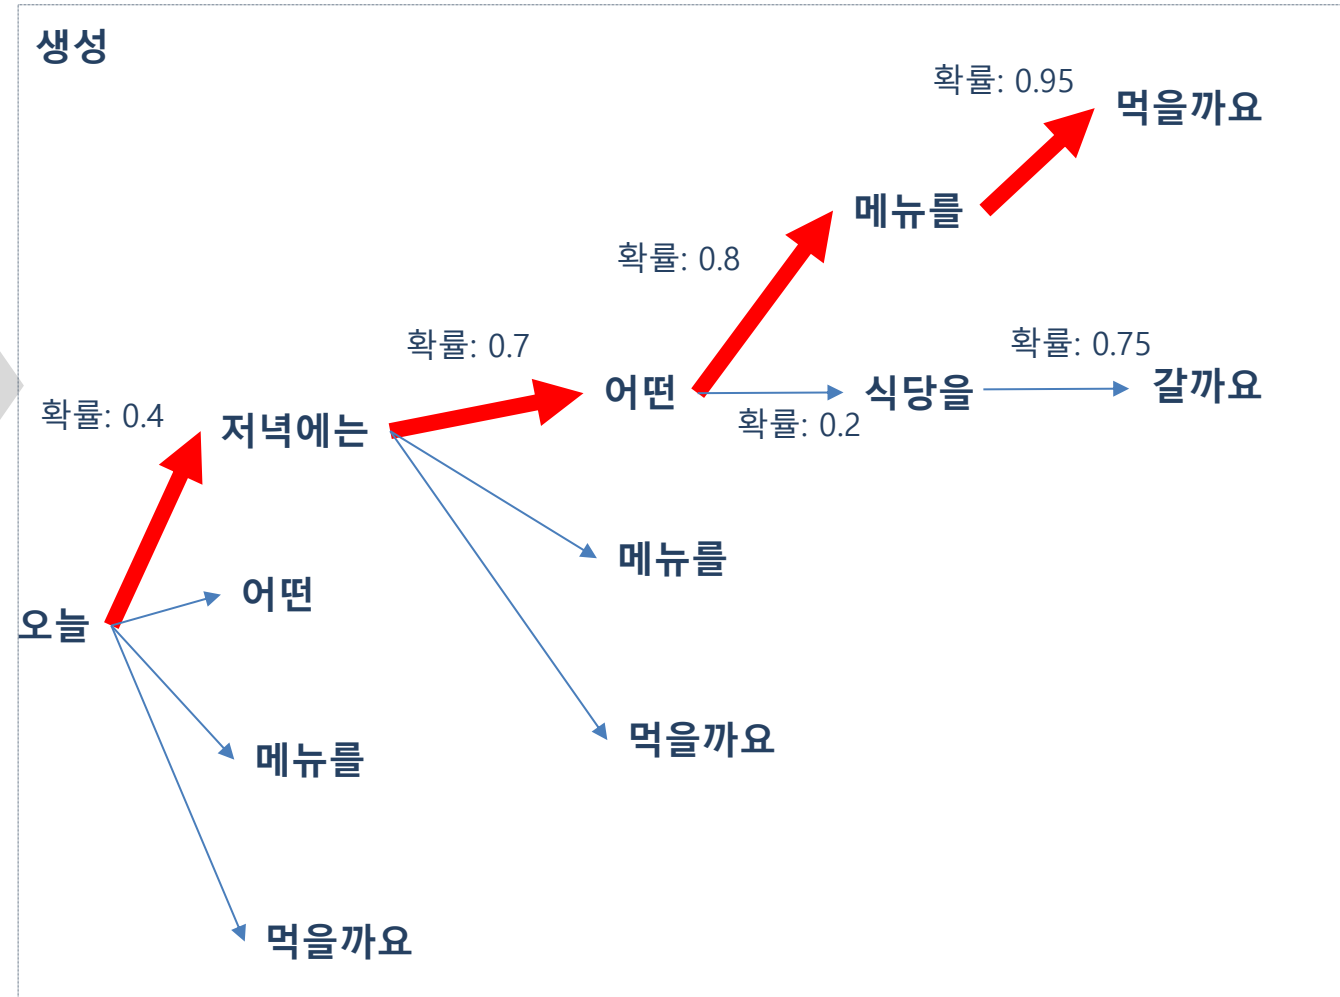 생성
확률: 0.95
먹을까요
메뉴를
확률: 0.8
확률: 0.7
확률: 0.75
어떤
식당을
갈까요
확률: 0.4
저녁에는
확률: 0.2
메뉴를
어떤
오늘
먹을까요
메뉴를
먹을까요